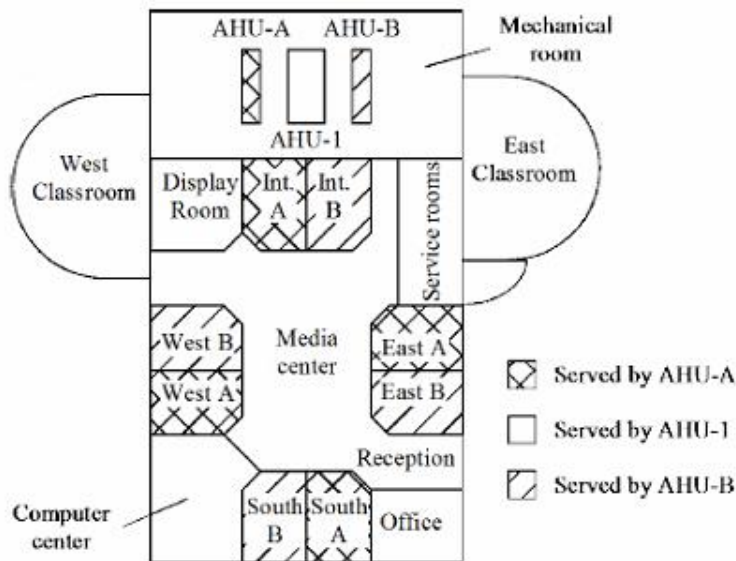 AHU-A
AHU-B
Mechanical
room
AHU-1
West
Classroom
East
Classroom
Display
Room
Int.
A
Int.
B
Service rooms
West B
Media
center
East A
West A
East B
Served by AHU-A
Served by AHU-1
Reception
Served by AHU-B
Computer
center
South
B
South
A
Office